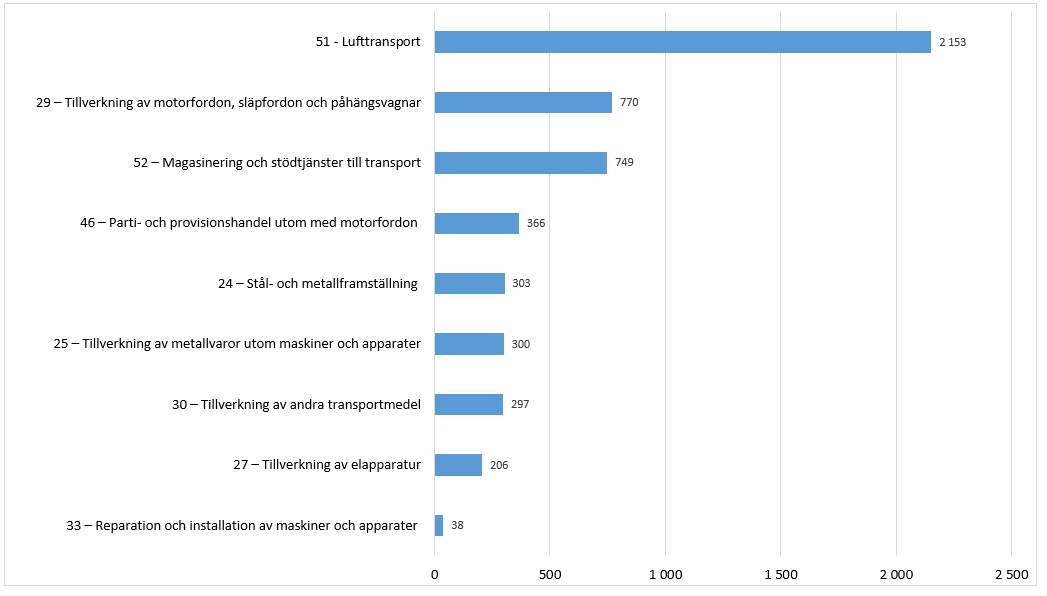 51 - Lufttransport
2 153
29 – Tillverkning av motorfordon, släpfordon och påhängsvagnar
770
52 – Magasinering och stödtjänster till transport
749
46 – Parti- och provisionshandel utom med motorfordon
366
24 – Stål- och metallframställning
303
25 – Tillverkning av metallvaror utom maskiner och apparater
300
30 – Tillverkning av andra transportmedel
297
27 – Tillverkning av elapparatur
206
33 – Reparation och installation av maskiner och apparater
38
0 500 1 000 1 500 2 000 2 500